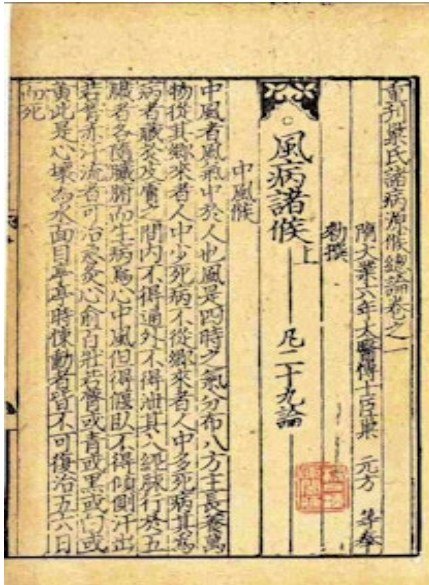 重刊巢氏諸病源候總論卷之一
隋大業六年太醫博士臣巢 元方 等奉
勑撰
風病諸候上 凡二十九論
中風候
中風者風氣中於人也風是四時之氣分布八方主長養萬
物從其鄉來者人中少死病不從鄉來者人中多死病其爲
病者藏於皮膚之間內不得通外不得泄其入經脉行於五
臟者各隨臟腑而生病焉心中風但得偃臥不得傾側汗出
若脣赤汗流者可治急灸心俞百壯若脣或青或黑或白或
黃此是心壞為水面目亭亭時悚動者皆不可復治五六日
而死